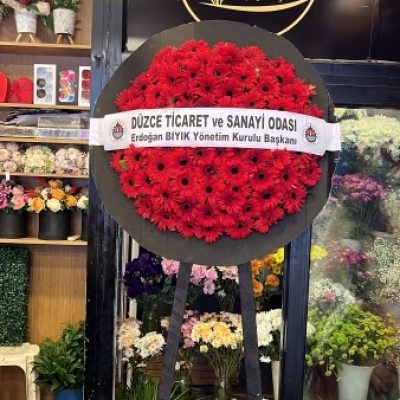 DÜZCE TİCARET ve SANAYİ ODASI
Erdoğan BIYIK Yönetim Kurulu Başkanı